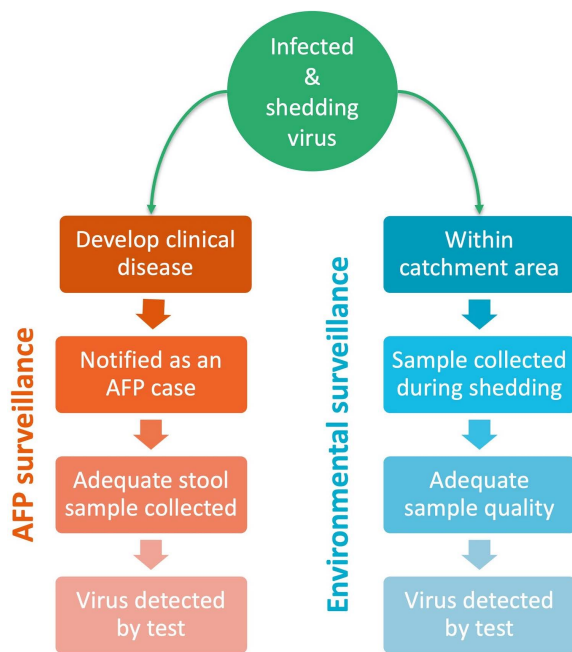 Infected
&
shedding
virus
AFP surveillance
Develop clinical
disease
Notified as an
AFP case
Adequate stool
sample collected
Virus detected
by test
Environmental surveillance
Within
catchment area
Sample collected
during shedding
Adequate
sample quality
Virus detected
by test